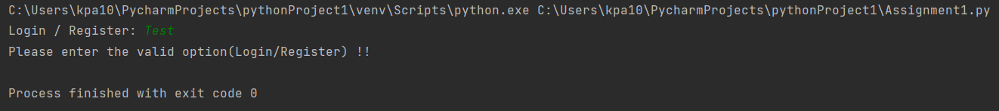 C:\Users\kpa10\PycharmProjects\pythonProject1\venv\Scripts\python.exe C:\Users\kpa10\PycharmProjects\pythonProject1\Assignment1.py
Login / Register: Test
Please enter the valid option(Login/Register) !!
Process finished with exit code 0